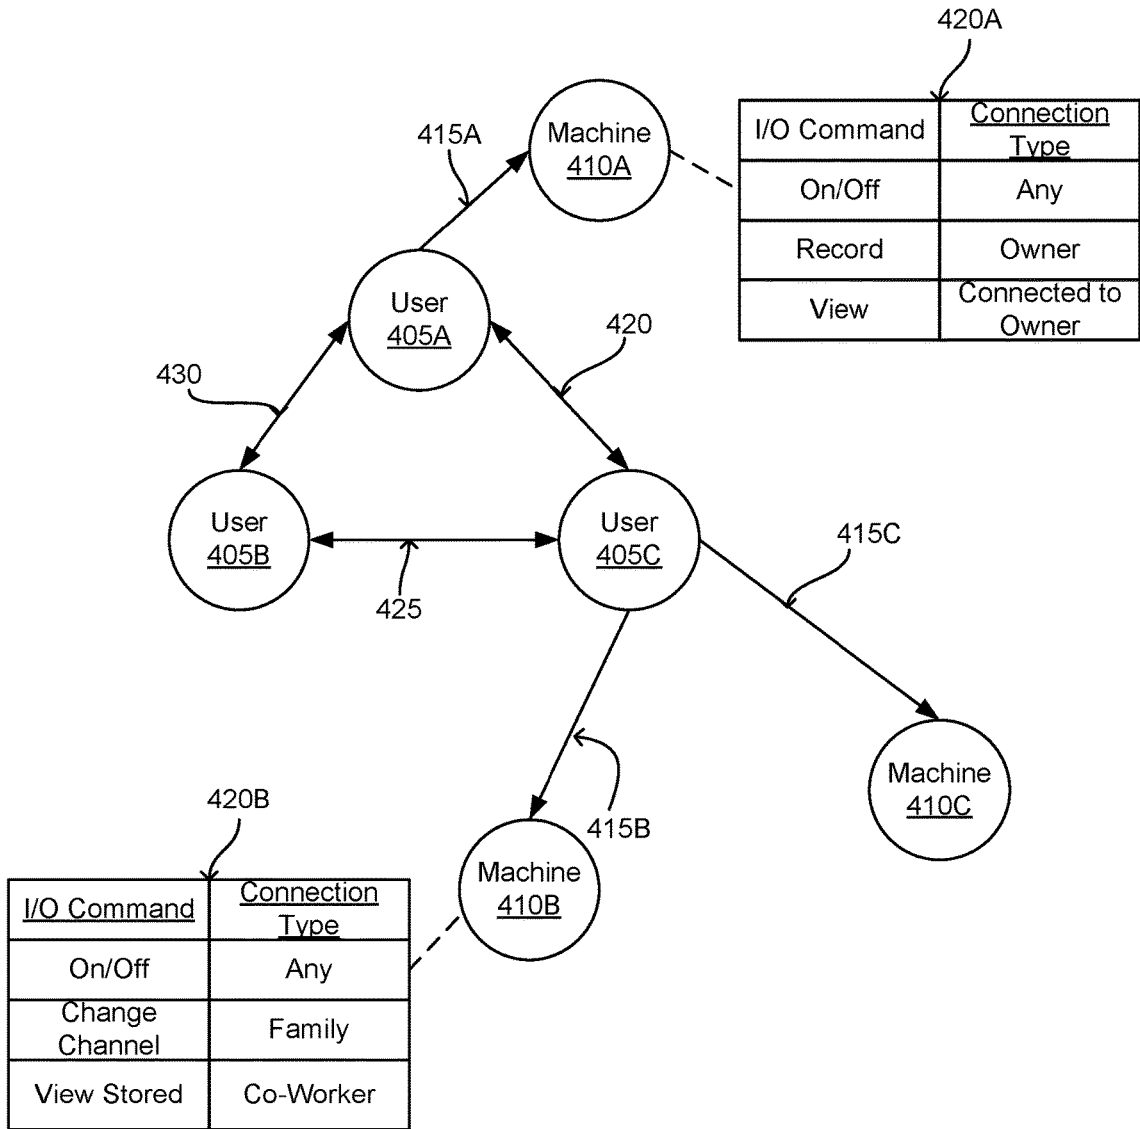 420A
I/O Command
Connection
Type
On/Off
Any
Record
Owner
View
Connected to
Owner
Machine
410A
415A
User
405A
420
430
User
405B
User
405C
425
415C
Machine
410C
415B
Machine
410B
420B
I/O Command
Connection
Type
On/Off
Any
Change
Channel
Family
View Stored
Co-Worker